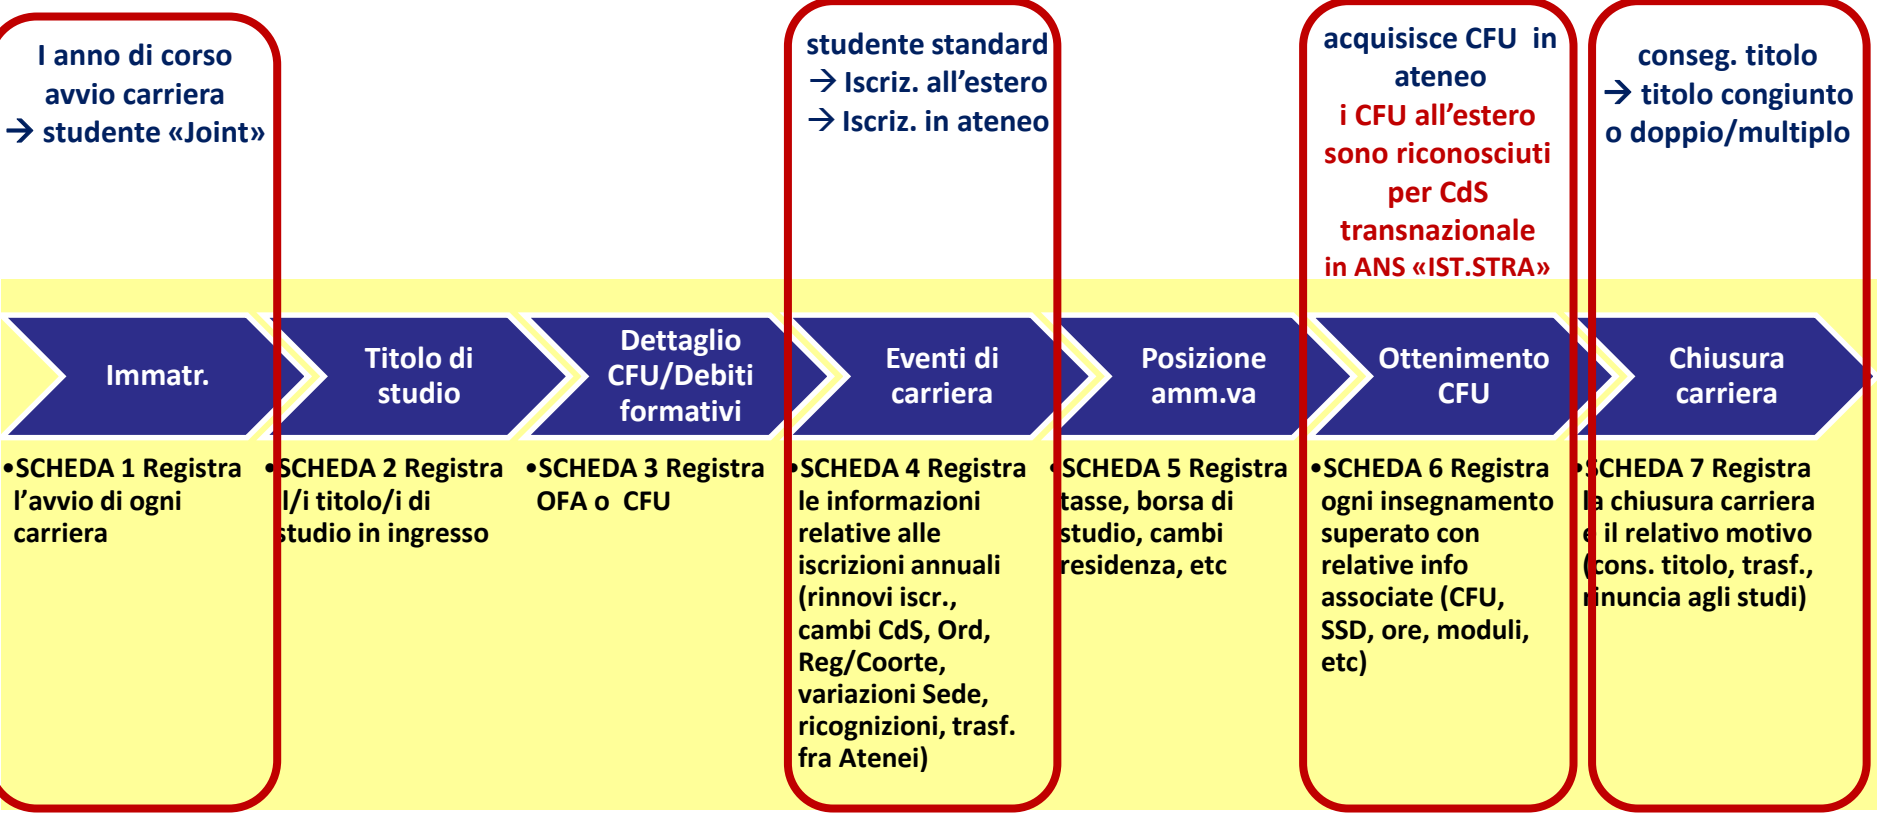 I anno di corso
avvio carriera
→ studente «Joint»
studente standard
→ Iscriz. all’estero
→ Iscriz. in ateneo
acquisisce CFU in
ateneo
i CFU all’estero
sono riconosciuti
per CdS
transnazionale
in ANS «IST.STRA»
conseg. titolo
→ titolo congiunto
o doppio/multiplo
Immatr.
Titolo di
studio
Dettaglio
CFU/Debiti
formativi
Eventi di
carriera
Posizione
amm.va
Ottenimento
CFU
Chiusura
carriera
•SCHEDA 1 Registra
l’avvio di ogni
carriera
•SCHEDA 2 Registra
il/i titolo/i di
studio in ingresso
•SCHEDA 3 Registra
OFA o CFU
•SCHEDA 4 Registra
le informazioni
relative alle
iscrizioni annuali
(rinnovi iscr.,
cambi CdS, Ord,
Reg/Coorte,
variazioni Sede,
ricognizioni, trasf.
fra Atenei)
•SCHEDA 5 Registra
tasse, borsa di
studio, cambi
residenza, etc
•SCHEDA 6 Registra
ogni insegnamento
superato con
relative info
associate (CFU,
SSD, ore, moduli,
etc)
•SCHEDA 7 Registra
la chiusura carriera
e il relativo motivo
(cons. titolo, trasf.,
rinuncia agli studi)